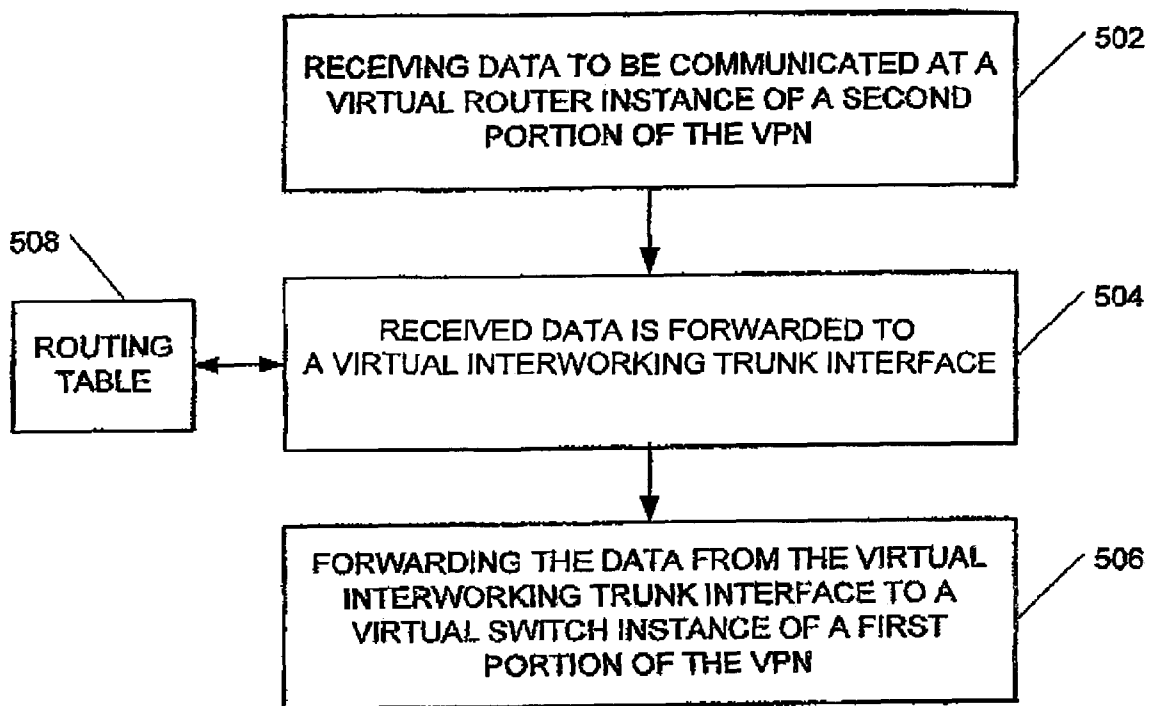 RECEIVING DATA TO BE COMMUNICATED AT A
VIRTUAL ROUTER INSTANCE OF A SECOND
PORTION OF THE VPN
502
508
ROUTING
TABLE
RECEIVED DATA IS FORWARDED TO
A VIRTUAL INTERWORKING TRUNK INTERFACE
504
FORWARDING THE DATA FROM THE VIRTUAL
INTERWORKING TRUNK INTERFACE TO A
VIRTUAL SWITCH INSTANCE OF A FIRST
PORTION OF THE VPN
506